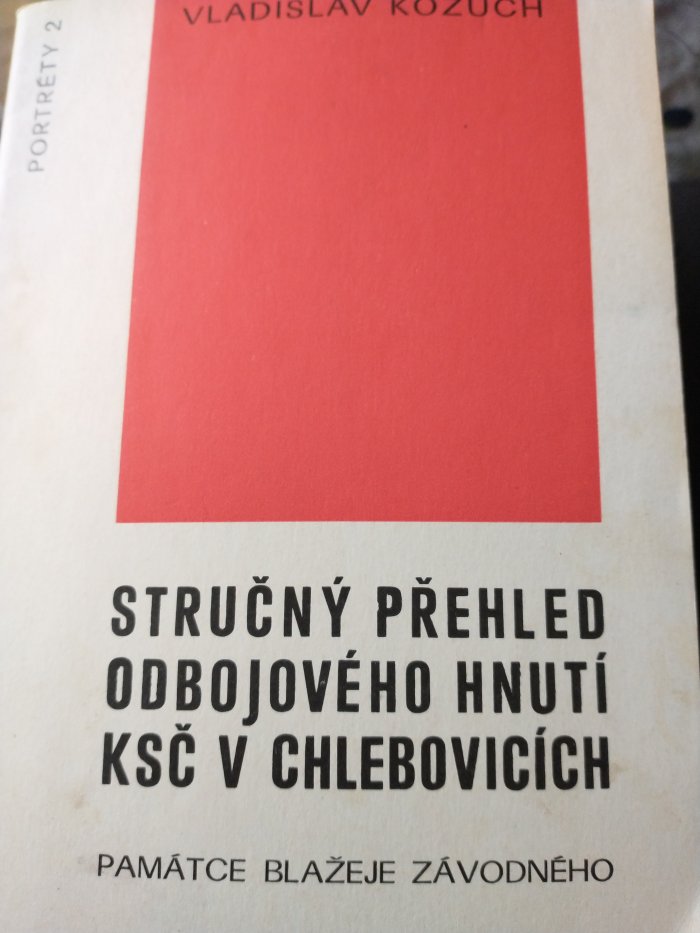 VLADISLAV KOŽUCH
PORTRÉTY 2
STRUČNÝ PŘEHLED
ODBOJOVÉHO HNUTÍ
KSČ V CHLEBOVICÍCH
PAMÁTCE BLAŽEJE ZÁVODNÉHO